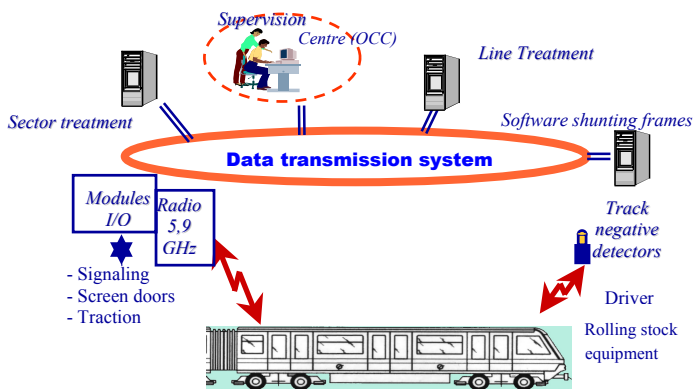 Supervision
Centre (OCC)
Line Treatment
Sector treatment
Software shunting frames
Data transmission system
Modules
I/O
Radio
5,9
GHz
Track
negative
detectors
- Signaling
- Screen doors
- Traction
Driver
Rolling stock
equipment